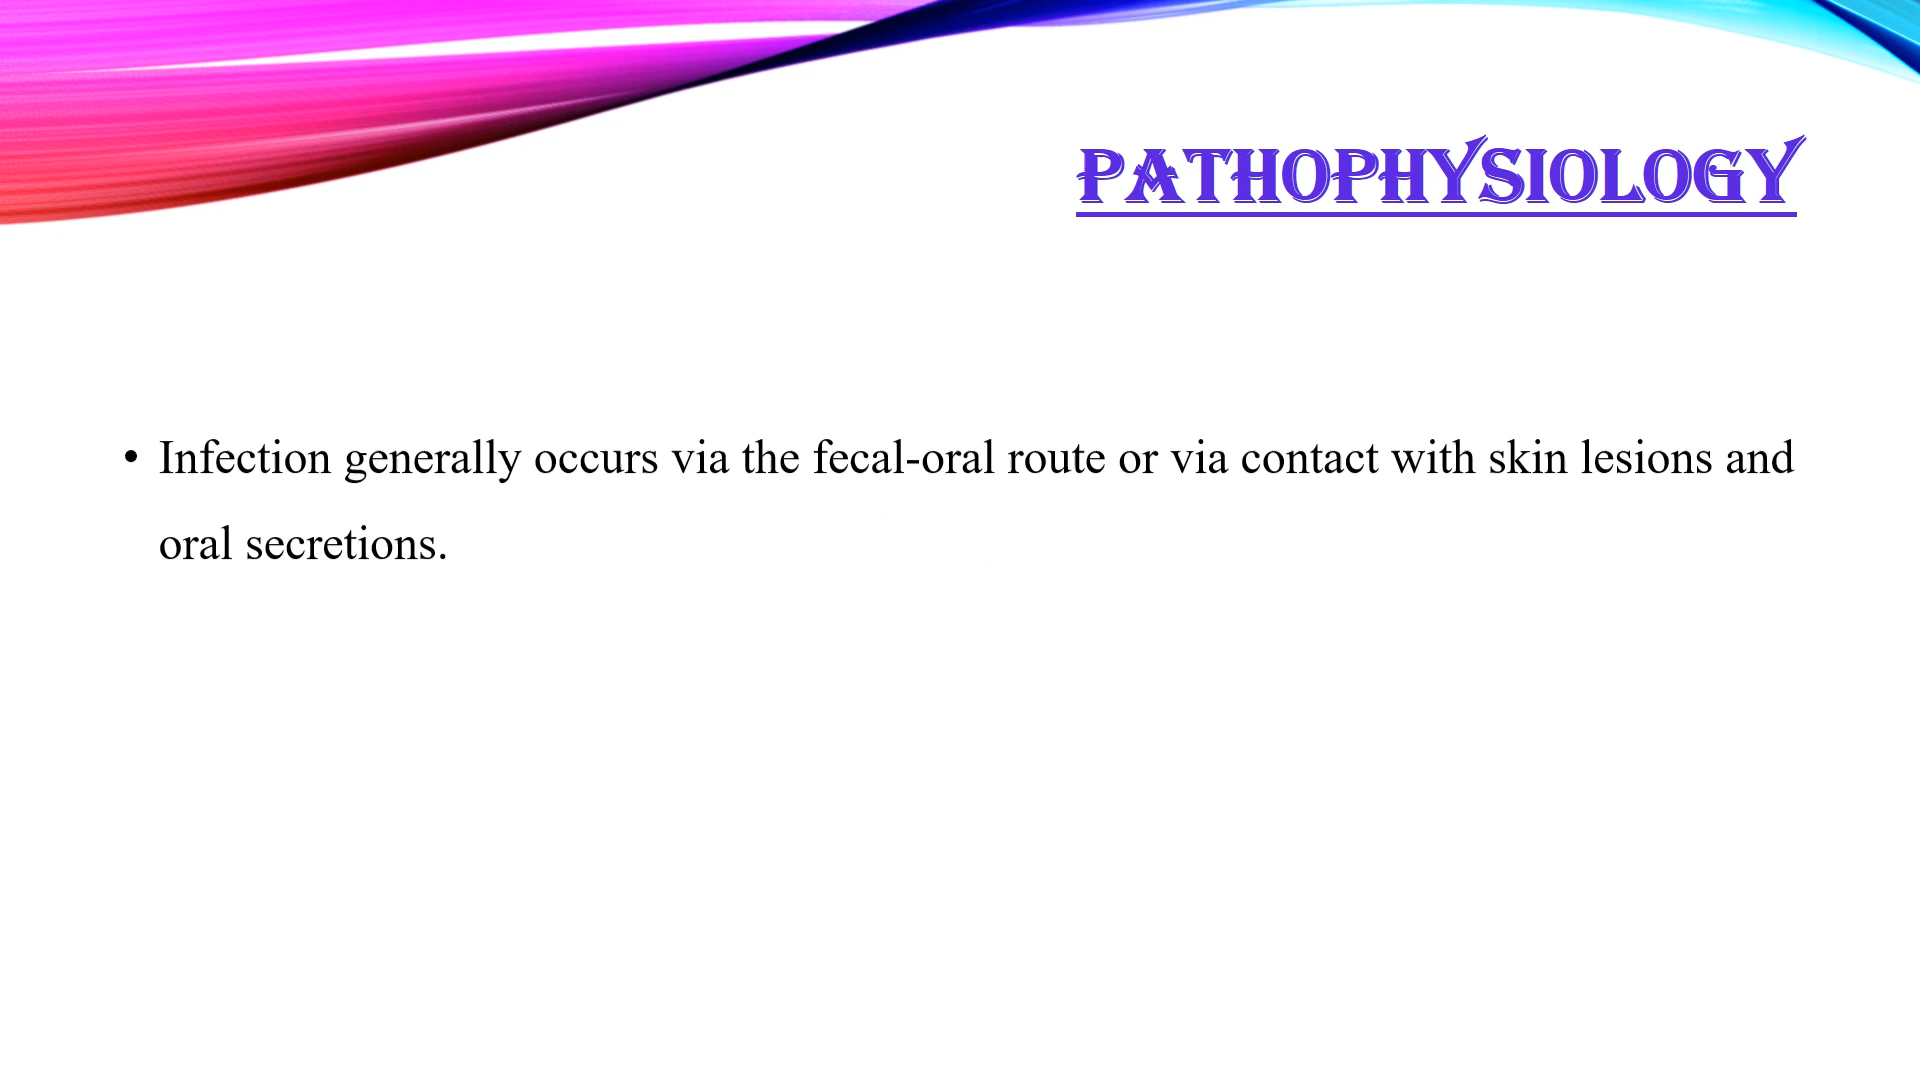 PATHOPHYSIOLOGY
• Infection generally occurs via the fecal-oral route or via contact with skin lesions and
oral secretions.